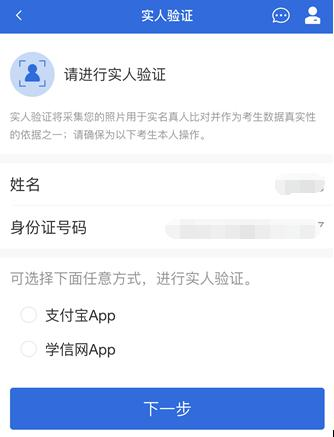 实人验证
请进行实人验证
实人验证将采集您的照片用于实名真人比对并作为考生数据真实性
的依据之一；请确保为以下考生本人操作。
姓名
身份证号码
可选择下面任意方式，进行实人验证。
支付宝App
学信网App
下一步